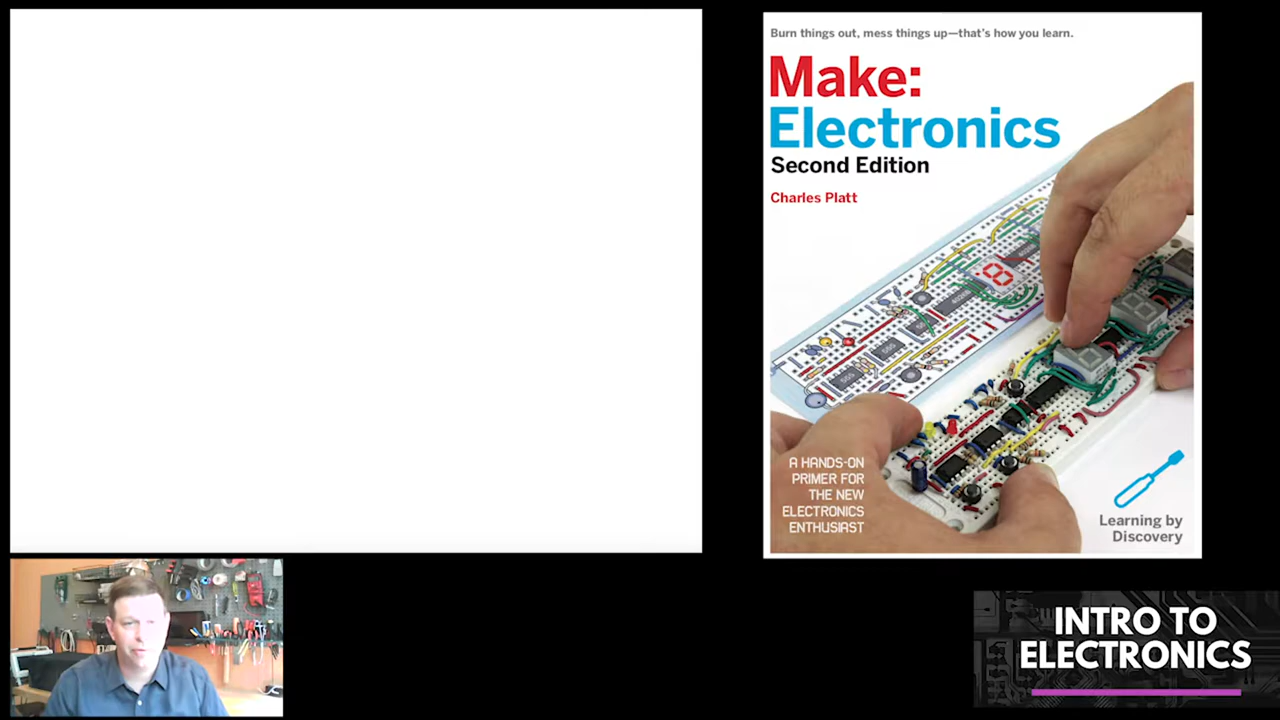 Burn things out, mess things up—that's how you learn.
Make:
Electronics
Second Edition
Charles Platt
A HANDS-ON
PRIMER FOR
THE NEW
ELECTRONICS
ENTHUSIAST
Learning by
Discovery
INTRO TO
ELECTRONICS